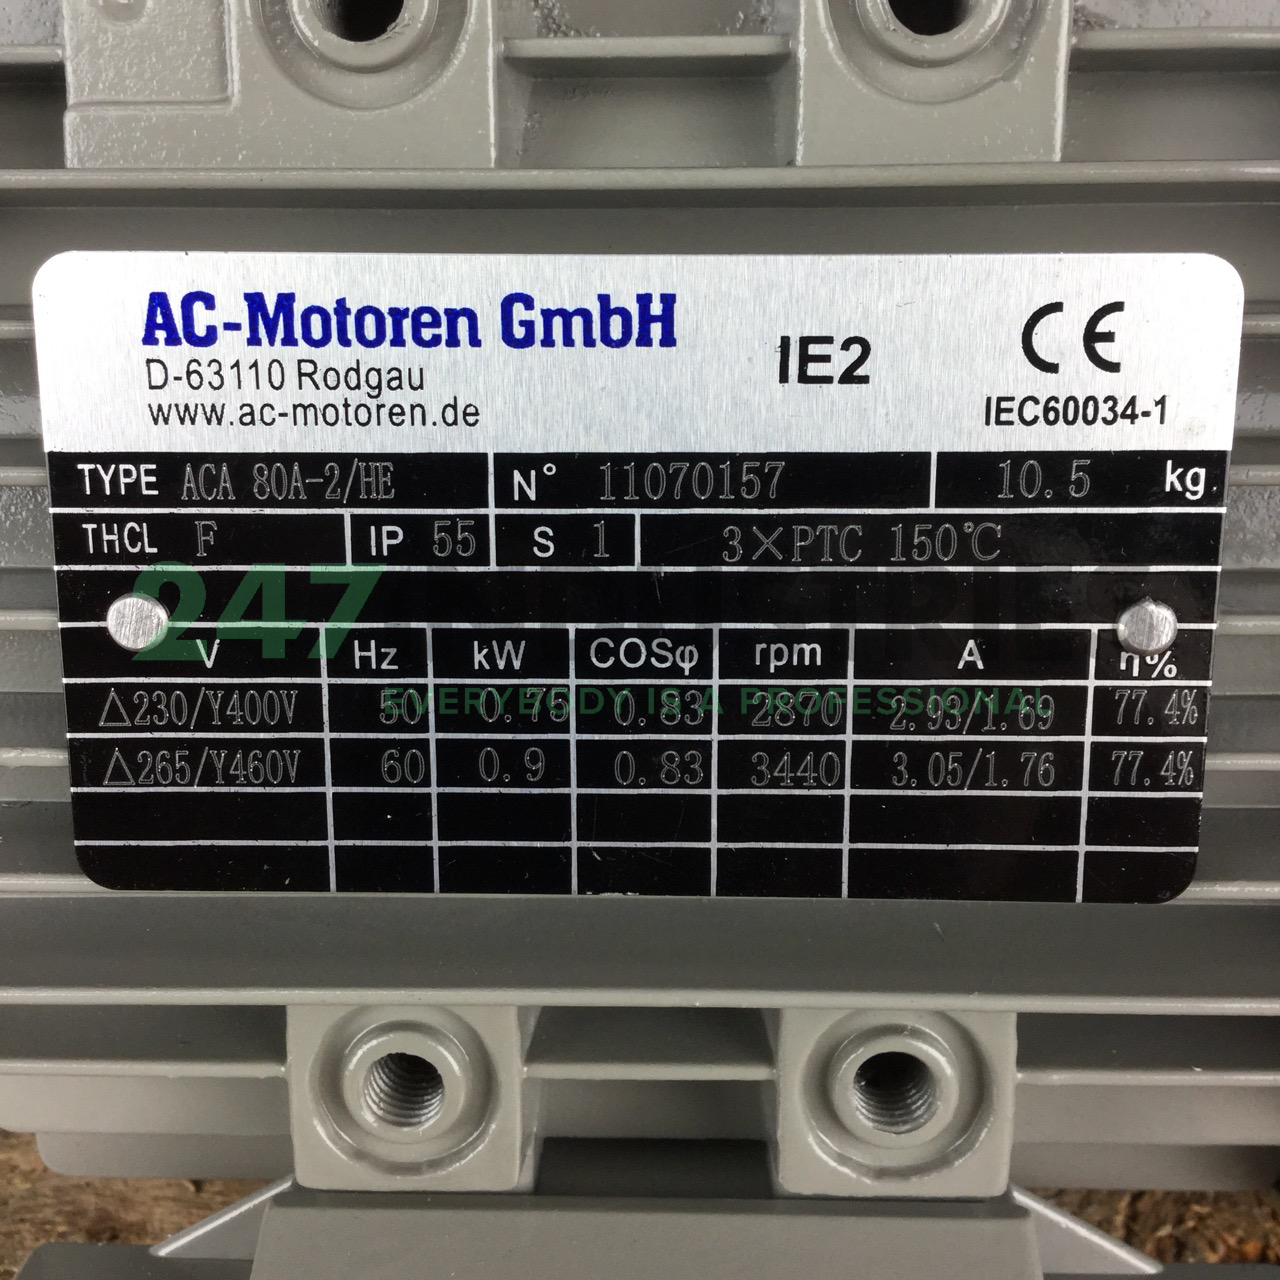 AC-Motoren GmbH
D-63110 Rodgau
www.ac-motoren.de
IE2
CE
IEC60034-1
TYPE ACA 80A-2/HE N° 11070157 10.5 kg
THCL F IP 55 S 1 3×PTC 150℃
247 INDUSTRIES
EVERYBODY IS A PROFESSIONAL
V Hz kW COSφ rpm A η%
△230/Y400V 50 0.75 0.83 2870 2.93/1.69 77.4%
△265/Y460V 60 0.9 0.83 3440 3.05/1.76 77.4%